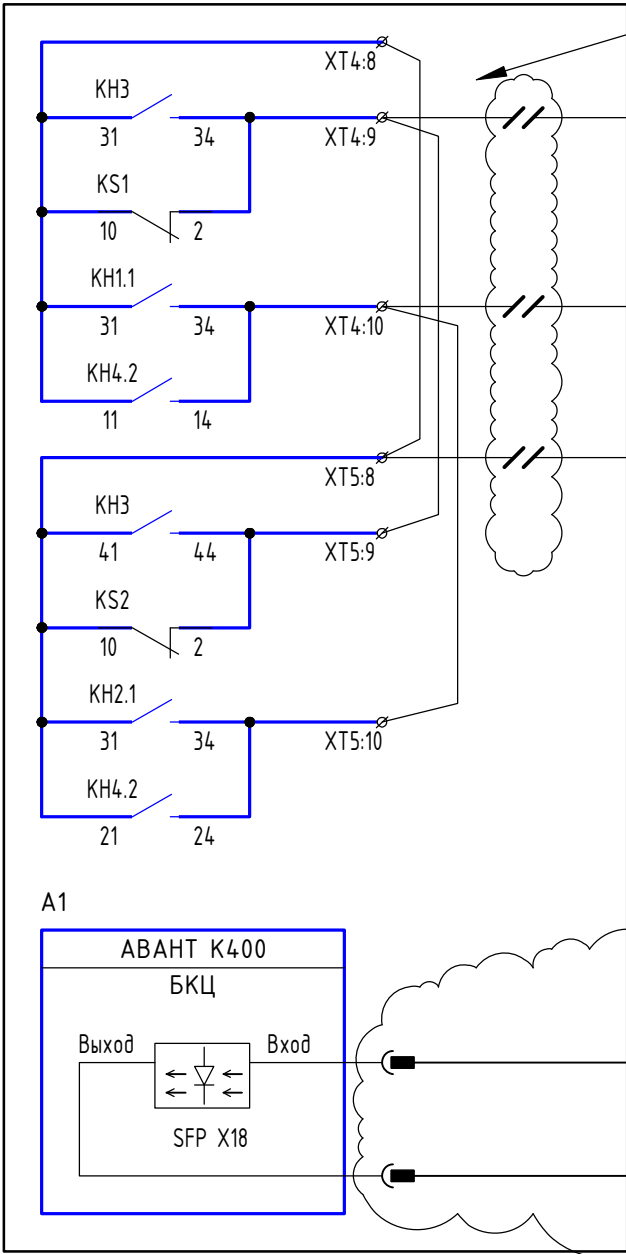 XT4:8
KH3
31 34 XT4:9
KS1
10 2
KH1.1
31 34 XT4:10
KH4.2
11 14
XT5:8
KH3
41 44 XT5:9
KS2
10 2
KH2.1
31 34 XT5:10
KH4.2
21 24
A1
АВАНТ К400
БКЦ
Выход Вход
SFP X18